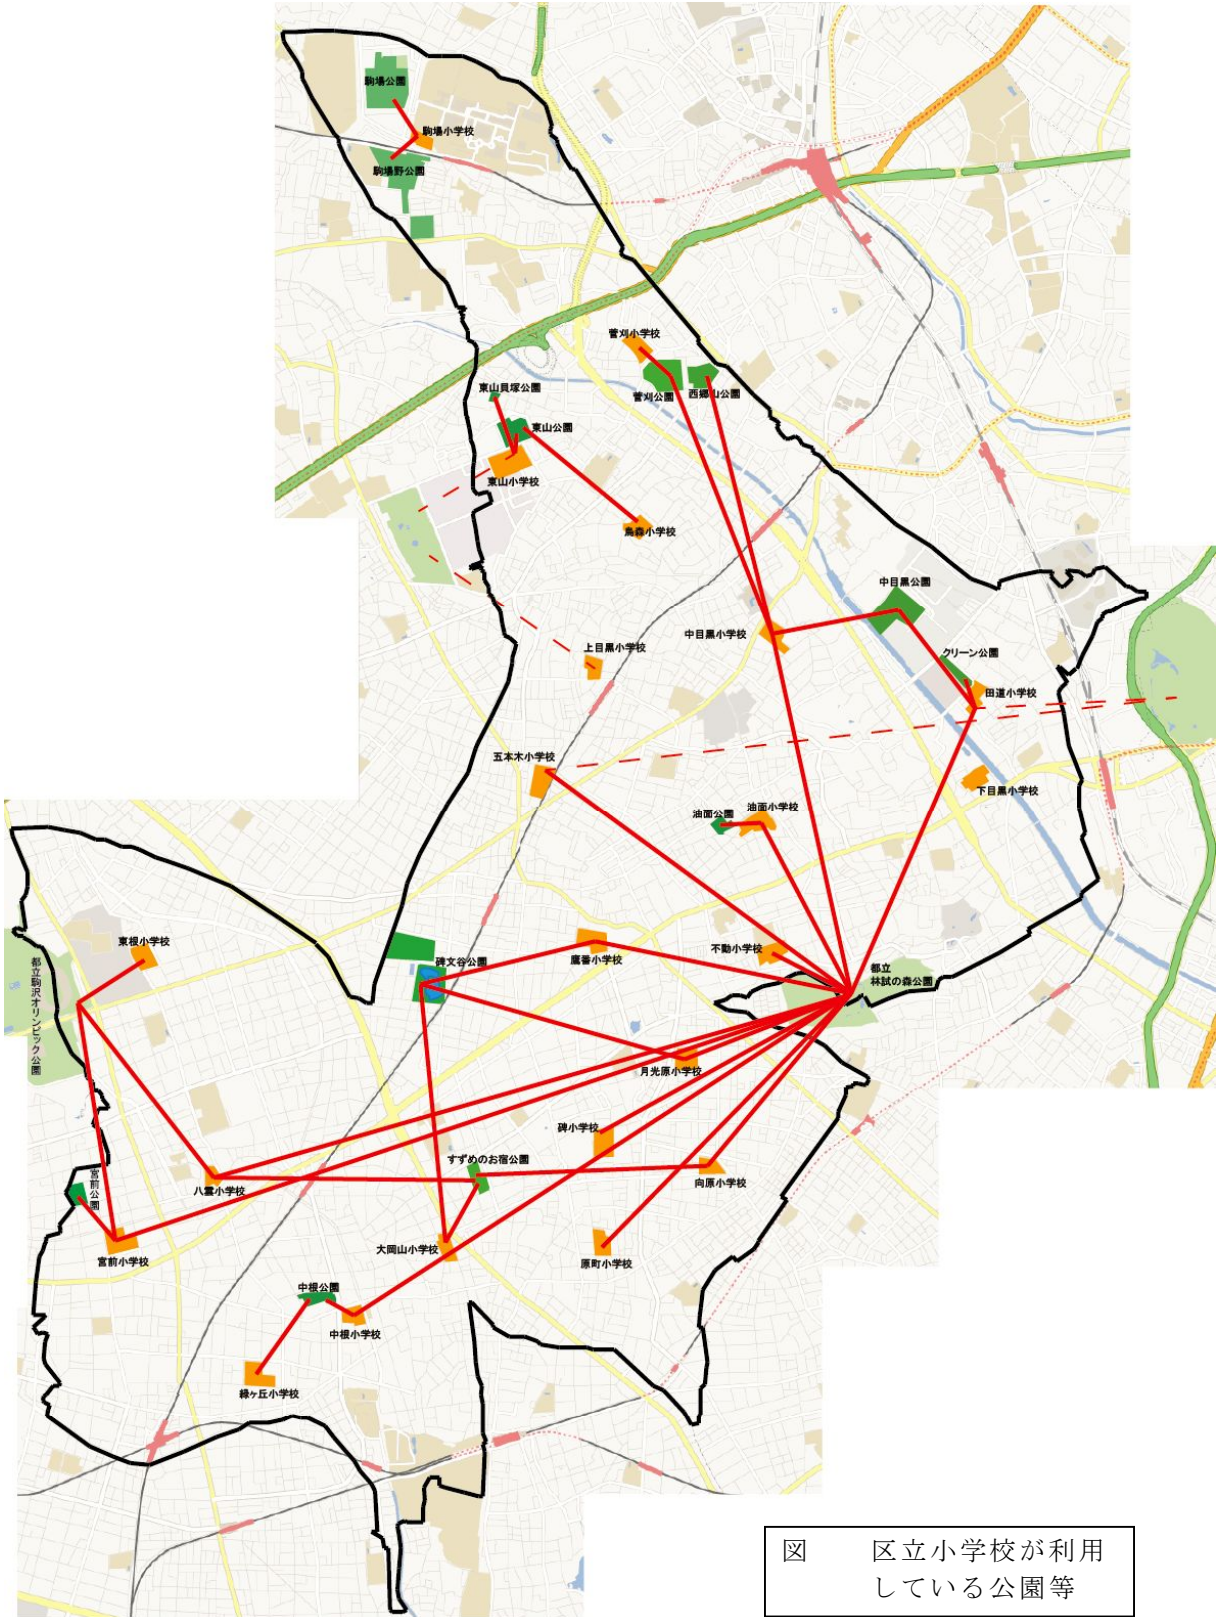 駒場公園
駒場小学校
駒場野公園
菅刈小学校
東山貝塚公園
菅刈公園
西郷山公園
東山公園
東山小学校
烏森小学校
中目黒公園
中目黒小学校
上目黒小学校
クリーン公園
田道小学校
五本木小学校
下目黒小学校
油面公園
油面小学校
東根小学校
碑文谷公園
鷹番小学校
不動小学校
都立
林試の森公園
都立駒沢オリンピック公園
月光原小学校
碑小学校
すずめのお宿公園
向原小学校
宮前公園
八雲小学校
宮前小学校
大岡山小学校
原町小学校
中根公園
中根小学校
緑ヶ丘小学校
図 区立小学校が利用
している公園等